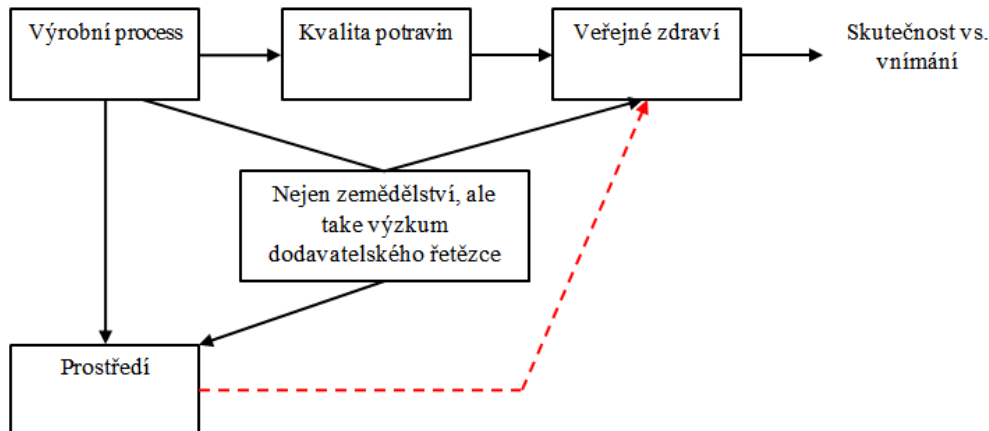 Výrobní process
Kvalita potravin
Veřejné zdraví
Skutečnost vs.
vnímání
Nejen zemědělství, ale
take výzkum
dodavatelského řetězce
Prostředí